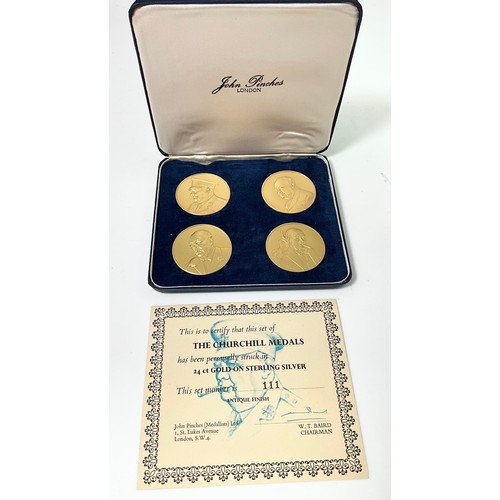 John Pinches
LONDON
This is to certify that this set of
THE CHURCHILL MEDALS
has been personally struck in
24 ct GOLD ON STERLING SILVER
This set number is 111
ANTIQUE FINISH
John Pinches (Medallists) Ltd.
1, St. Lukes Avenue
London, S.W.4.
W. T. BAIRD
CHAIRMAN